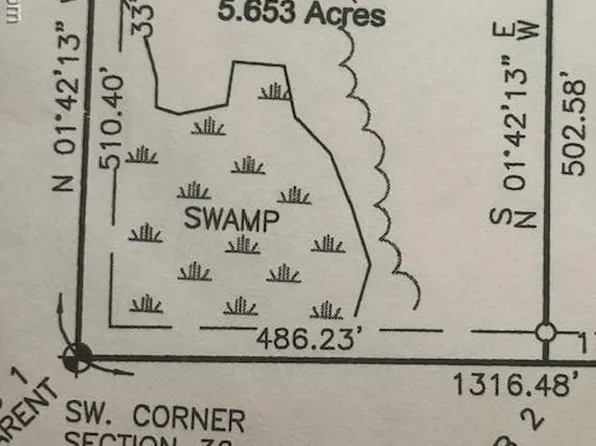 5.653 Acres
33'
N 01°42'13"
510.40'
S 01°42'13" E
N W
502.58'
SWAMP
486.23'
1316.48'
SW. CORNER